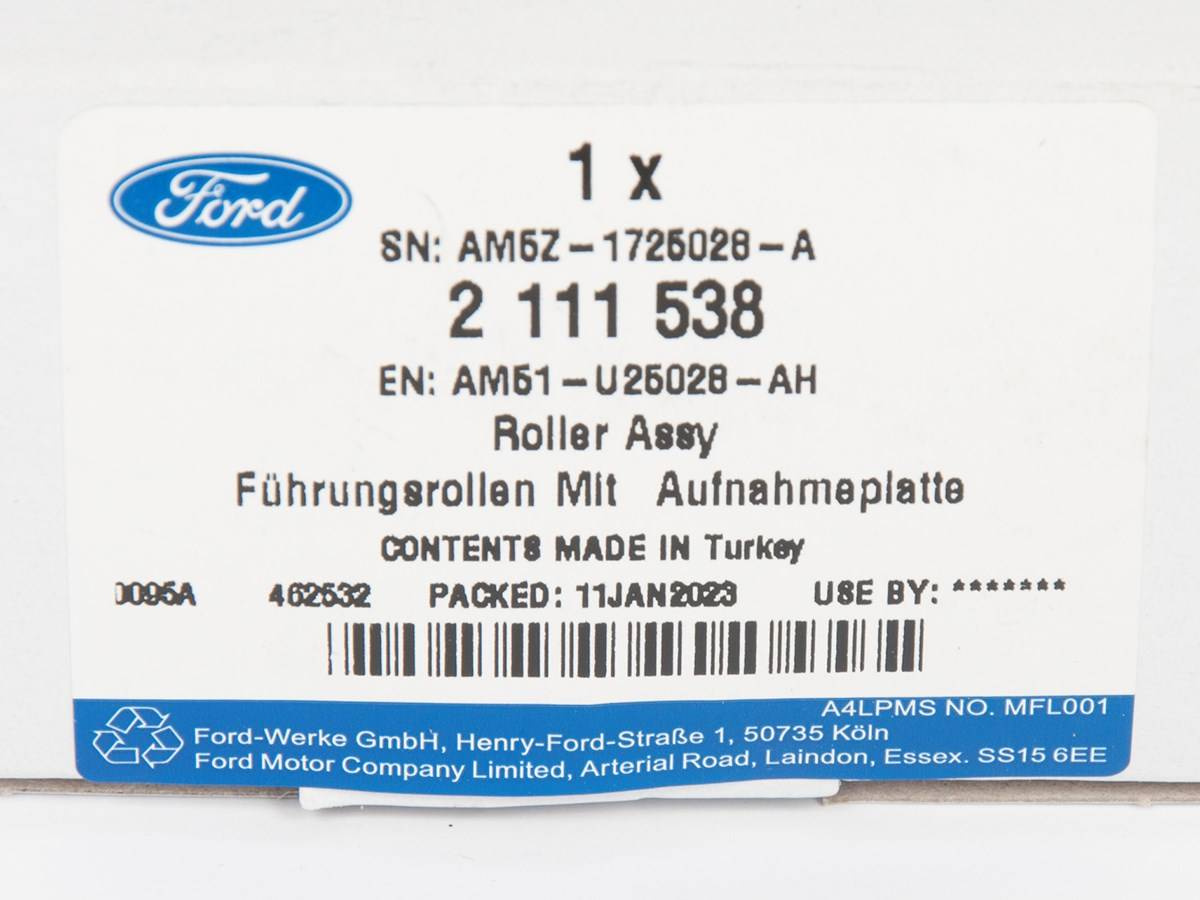 Ford
1 x
SN: AM5Z-1725028-A
2 111 538
EN: AM51-U25028-AH
Roller Assy
Führungsrollen Mit Aufnahmeplatte
CONTENTS MADE IN Turkey
0095A 462532 PACKED: 11JAN2023 USE BY: *******
A4LPMS NO. MFL001
Ford-Werke GmbH, Henry-Ford-Straße 1, 50735 Köln
Ford Motor Company Limited, Arterial Road, Laindon, Essex. SS15 6EE